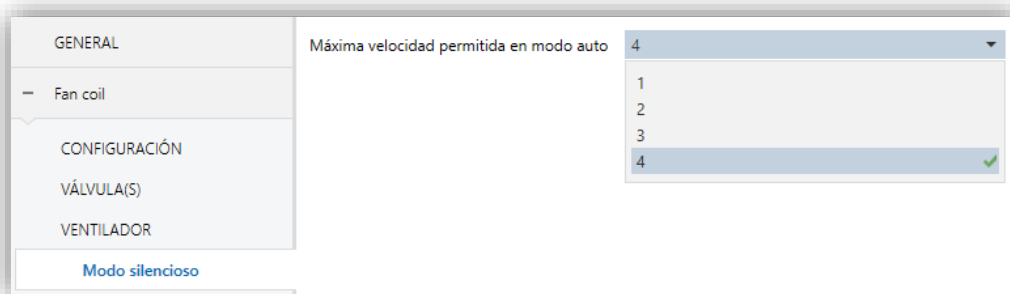 GENERAL
Fan coil
CONFIGURACIÓN
VÁLVULA(S)
VENTILADOR
Modo silencioso
Máxima velocidad permitida en modo auto 4
1
2
3
4